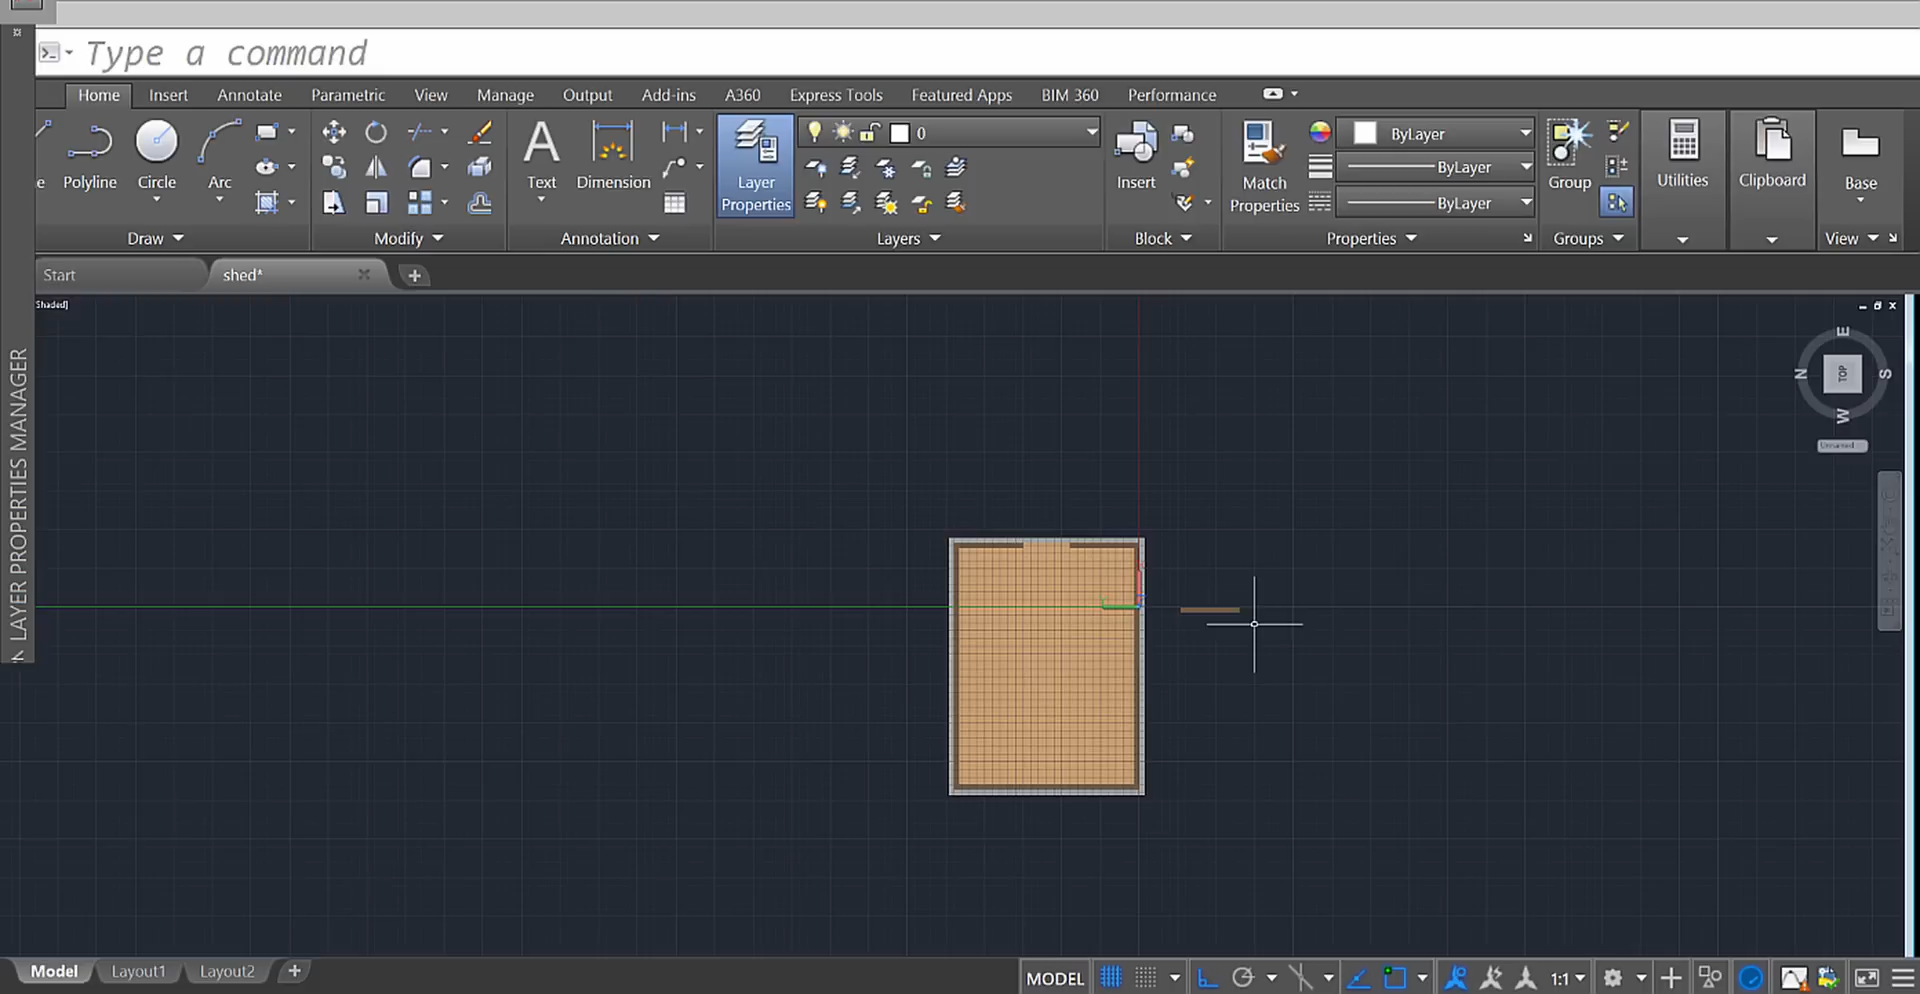 Type a command
Home Insert Annotate Parametric View Manage Output Add-ins A360 Express Tools Featured Apps BIM 360 Performance
0
ByLayer
ByLayer
ByLayer
e Polyline Circle Arc
Text Dimension
Layer Properties
Insert
Match Properties
Group
Utilities
Clipboard
Base
Draw Modify Annotation Layers Block Properties Groups View
Start shed*
Shaded]
E
N TOP S
W
Unnamed
LAYER PROPERTIES MANAGER
Model Layout1 Layout2
MODEL 1:1